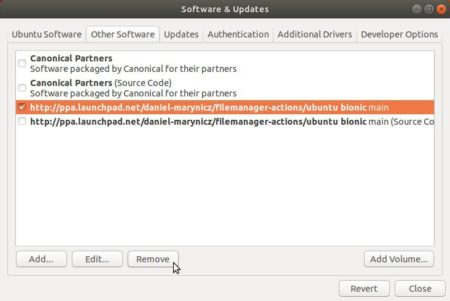 Software & Updates
Ubuntu Software Other Software Updates Authentication Additional Drivers Developer Options
Canonical Partners
Software packaged by Canonical for their partners
Canonical Partners (Source Code)
Software packaged by Canonical for their partners
http://ppa.launchpad.net/daniel-marynicz/filemanager-actions/ubuntu bionic main
http://ppa.launchpad.net/daniel-marynicz/filemanager-actions/ubuntu bionic main (Source Co
Add... Edit... Remove Add Volume...
Revert Close